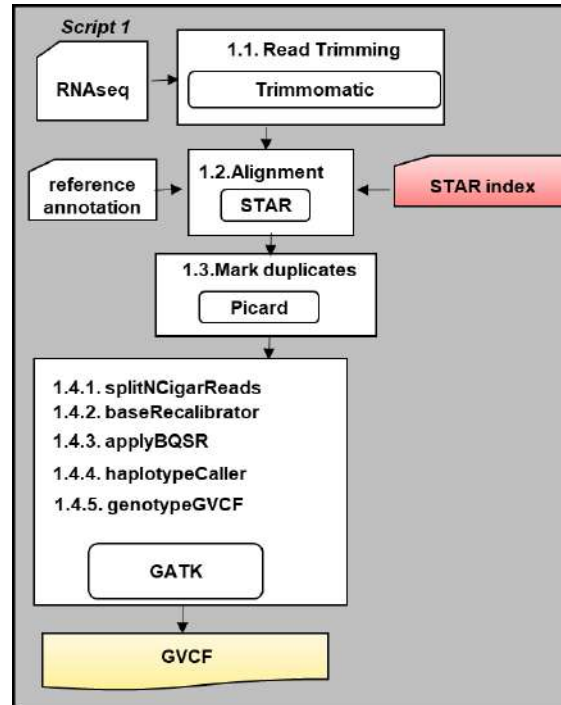 Script 1
RNAseq
1.1. Read Trimming
Trimmomatic
reference
annotation
1.2.Alignment
STAR
STAR index
1.3.Mark duplicates
Picard
1.4.1. splitNCigarReads
1.4.2. baseRecalibrator
1.4.3. applyBQSR
1.4.4. haplotypeCaller
1.4.5. genotypeGVCF
GATK
GVCF